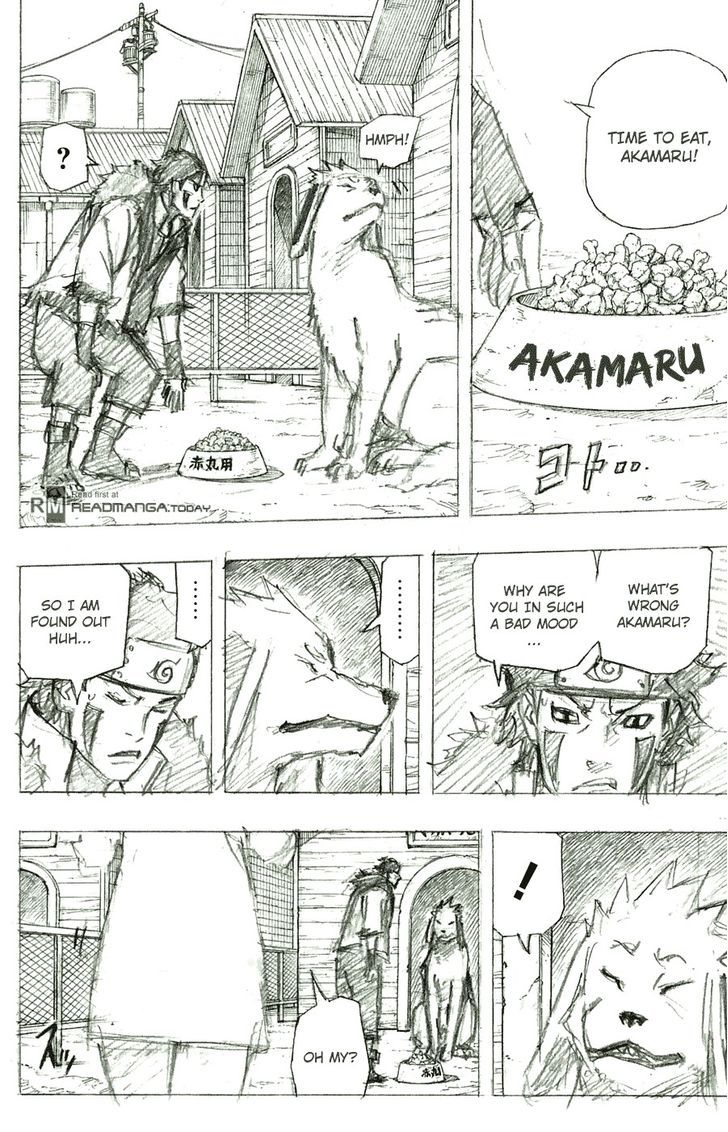 TIME TO EAT,
AKAMARU!
AKAMARU
コト...
HMPH!
?
赤丸用
Read first at
RM READMANGA.TODAY
WHAT'S
WRONG
AKAMARU?
WHY ARE
YOU IN SUCH
A BAD MOOD
...
......
......
SO I AM
FOUND OUT
HUH...
!
OH MY?
赤丸用